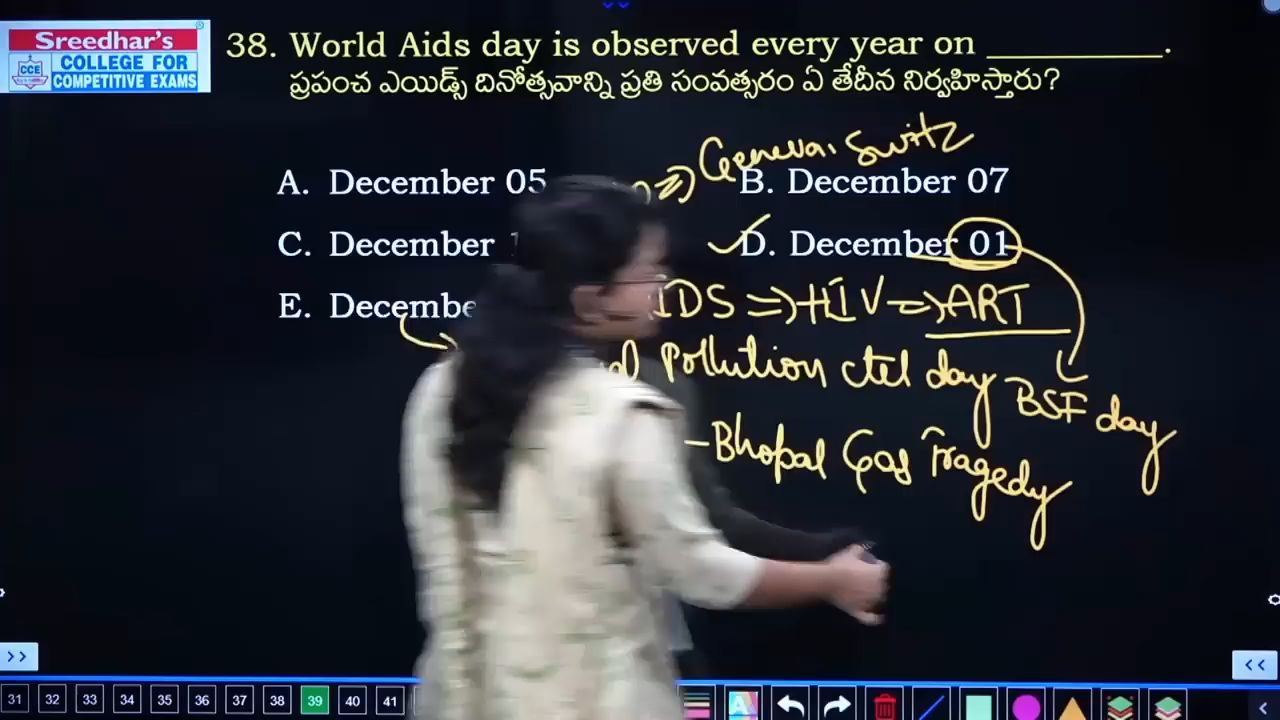 Sreedhar's
COLLEGE FOR
CCE COMPETITIVE EXAMS
38. World Aids day is observed every year on __________.
ప్రపంచ ఎయిడ్స్ దినోత్సవాన్ని ప్రతి సంవత్సరం ఏ తేదీన నిర్వహిస్తారు?
Geneva. Switz
A. December 05
B. December 07
C. December
D. December 01
E. Decembe
IDS => HIV => ART
Pollution ctrl day
BSF day
- Bhopal Gas Tragedy
>>
<<
31 32 33 34 35 36 37 38 39 40 41